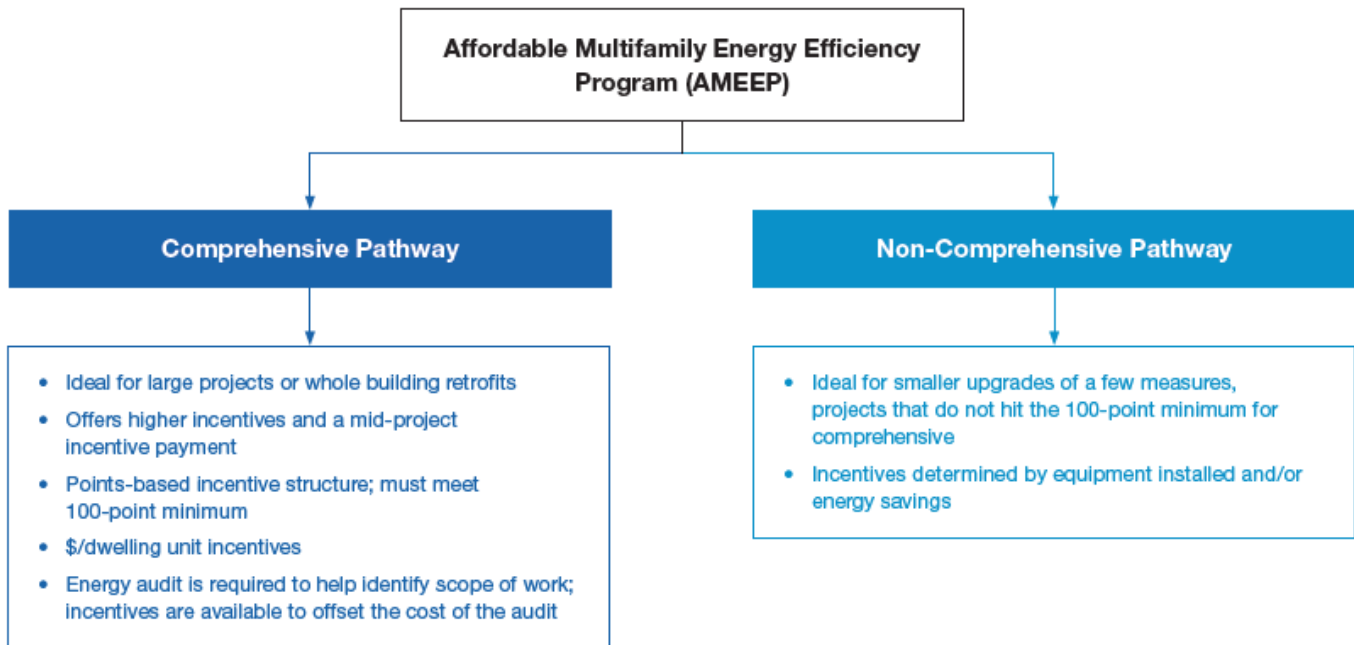 Affordable Multifamily Energy Efficiency
Program (AMEEP)
Comprehensive Pathway
Non-Comprehensive Pathway
• Ideal for large projects or whole building retrofits
• Offers higher incentives and a mid-project
incentive payment
• Points-based incentive structure; must meet
100-point minimum
• $/dwelling unit incentives
• Energy audit is required to help identify scope of work;
incentives are available to offset the cost of the audit
• Ideal for smaller upgrades of a few measures,
projects that do not hit the 100-point minimum for
comprehensive
• Incentives determined by equipment installed and/or
energy savings